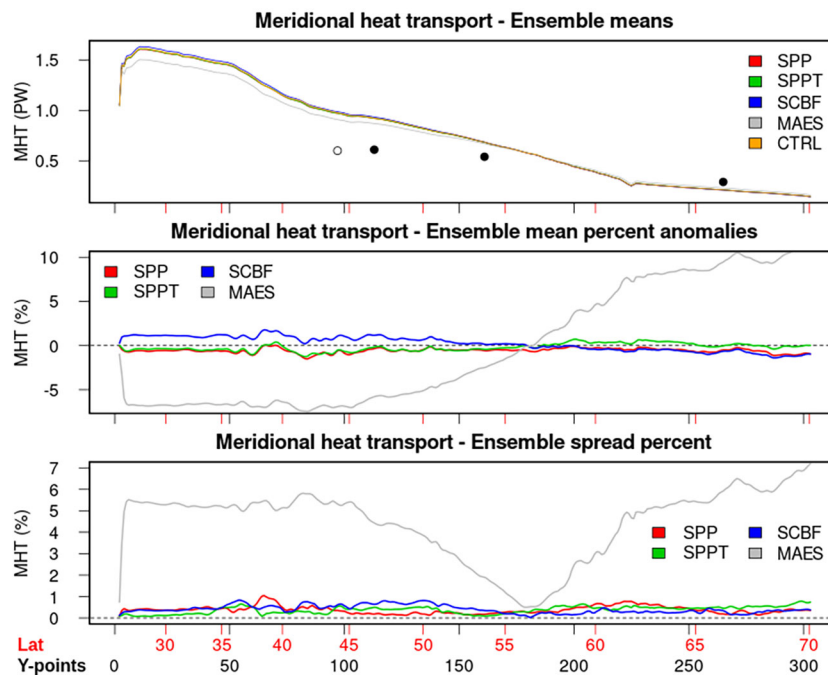 Meridional heat transport - Ensemble means
MHT (PW)
1.5
1.0
0.5
SPP
SPPT
SCBF
MAES
CTRL
Meridional heat transport - Ensemble mean percent anomalies
MHT (%)
10
5
0
-5
SPP SCBF
SPPT MAES
Meridional heat transport - Ensemble spread percent
MHT (%)
7
6
5
4
3
2
1
0
SPP SCBF
SPPT MAES
Lat 30 35 40 45 50 55 60 65 70
Y-points 0 50 100 150 200 250 300